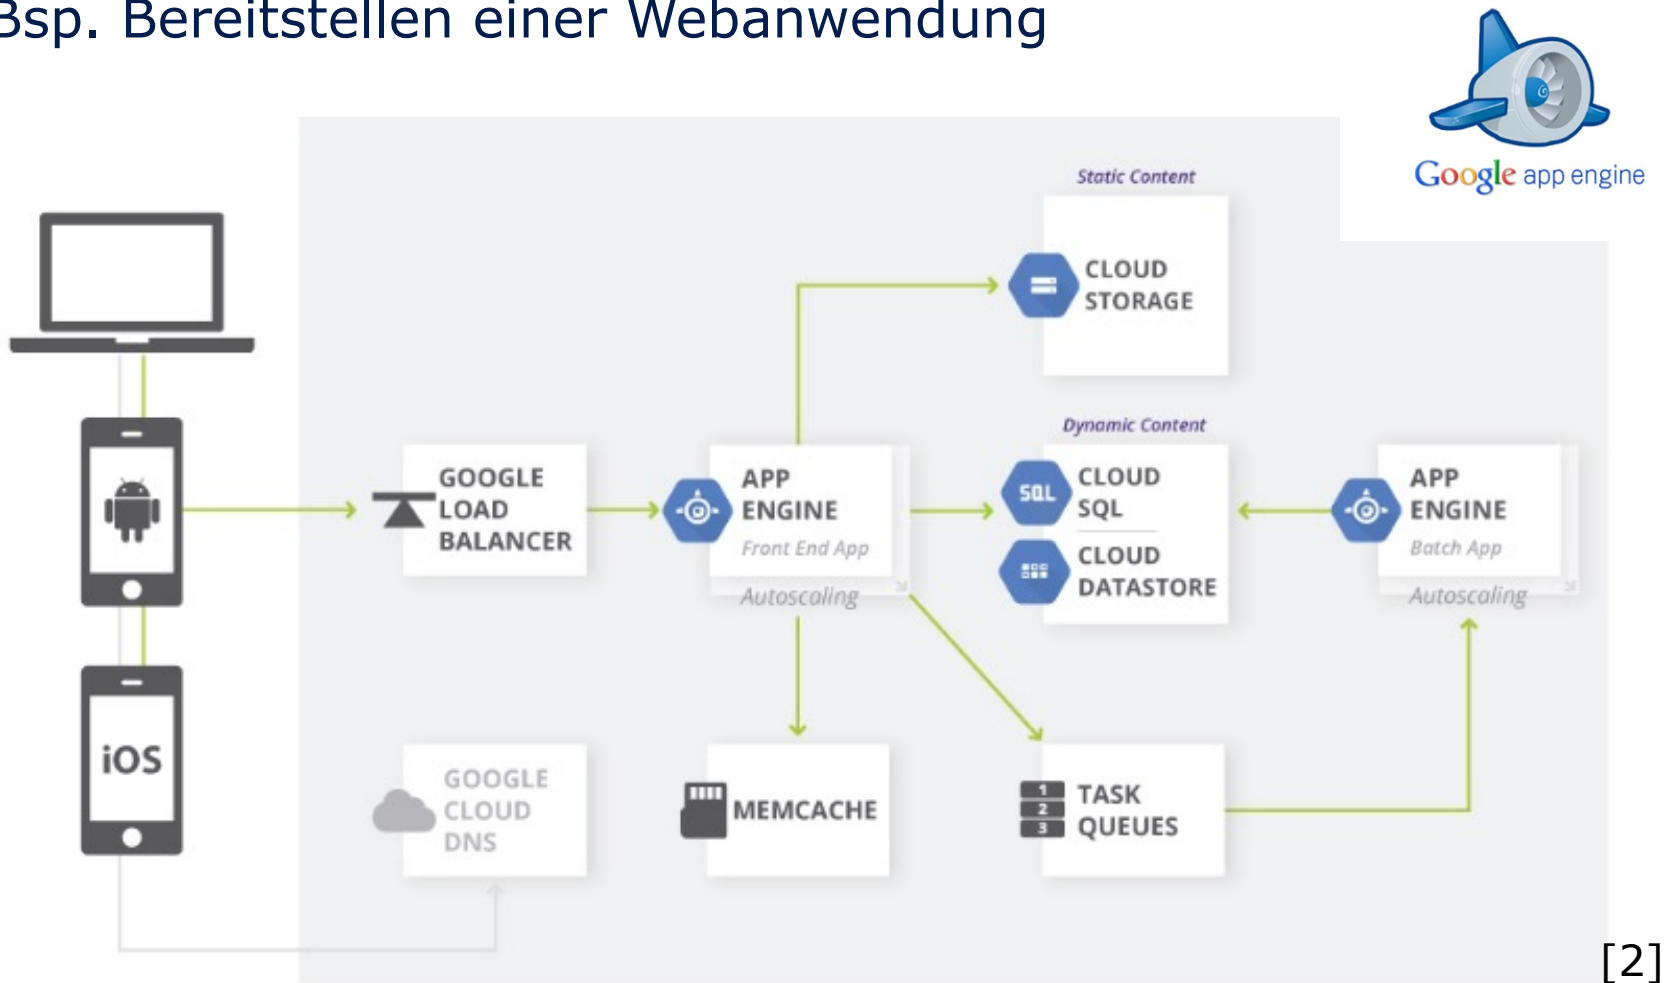 Bsp. Bereitstellen einer Webanwendung
Google app engine
Static Content
CLOUD
STORAGE
Dynamic Content
GOOGLE
LOAD
BALANCER
APP
ENGINE
Front End App
Autoscaling
SQL
CLOUD
SQL
CLOUD
DATASTORE
APP
ENGINE
Batch App
Autoscaling
iOS
GOOGLE
CLOUD
DNS
MEMCACHE
1
2
3
TASK
QUEUES
[2]